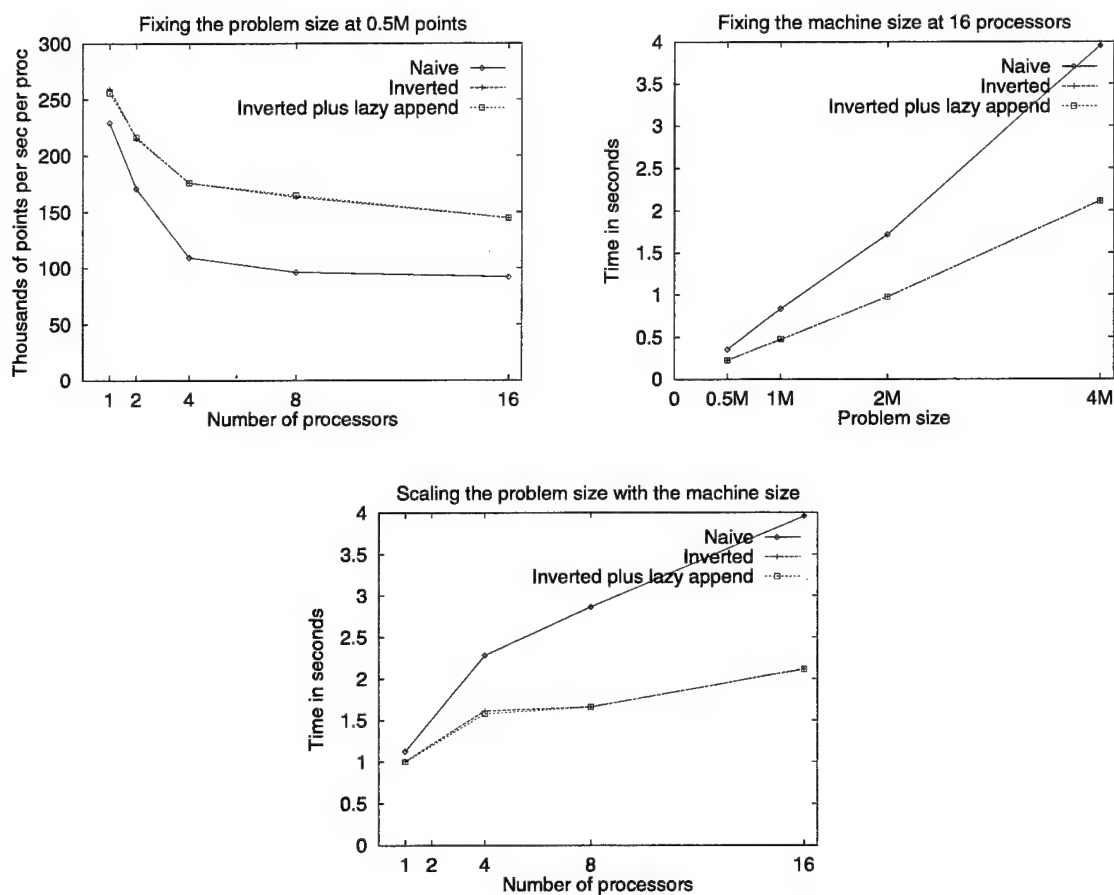 Fixing the problem size at 0.5M points
300
250
200
150
100
50
0
Thousands of points per sec per proc
Naive
Inverted
Inverted plus lazy append
1 2 4 8 16
Number of processors
Fixing the machine size at 16 processors
4
3.5
3
2.5
2
1.5
1
0.5
0
Time in seconds
Naive
Inverted
Inverted plus lazy append
0 0.5M 1M 2M 4M
Problem size
Scaling the problem size with the machine size
4
3.5
3
2.5
2
1.5
1
0.5
0
Time in seconds
Naive
Inverted
Inverted plus lazy append
1 2 4 8 16
Number of processors